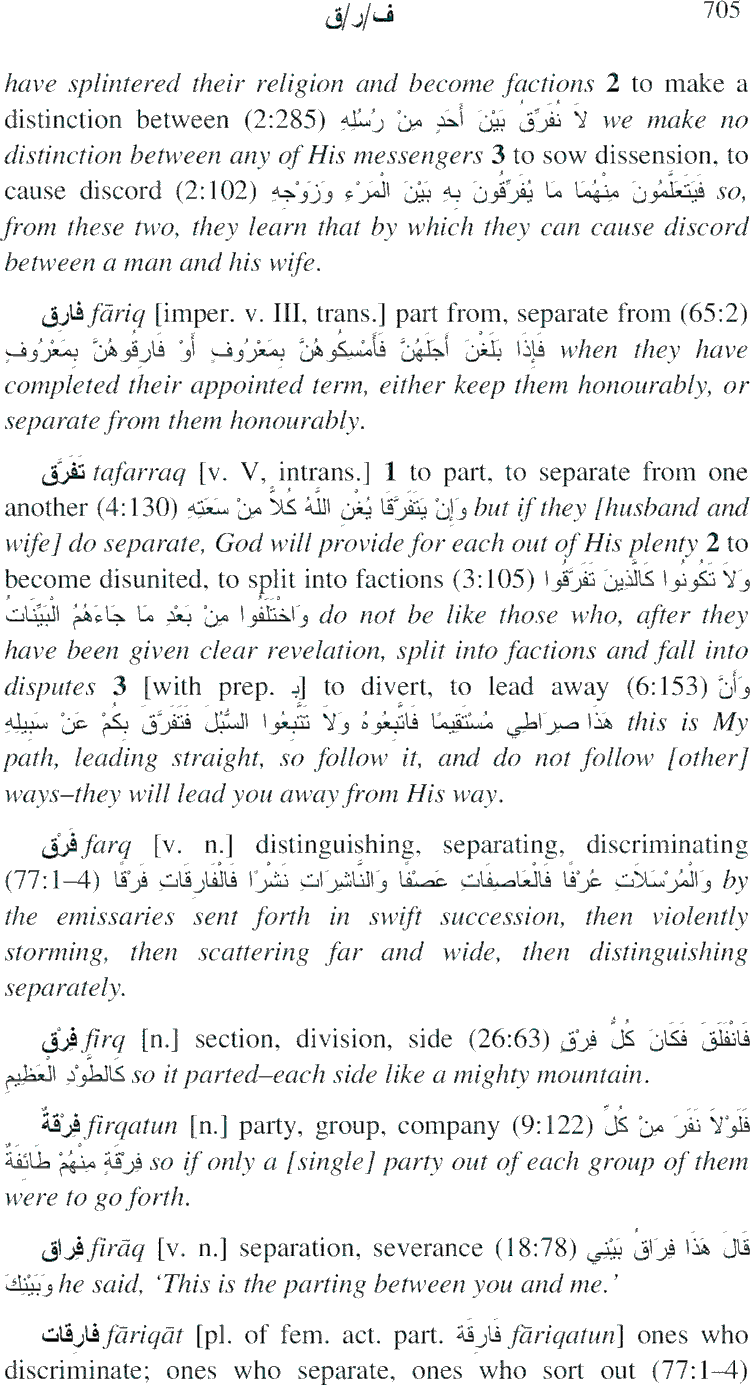 ف/ر/ق 705
have splintered their religion and become factions 2 to make a
distinction between (2:285) لاَ نُفَرِّقُ بَيْنَ أَحَدٍ مِنْ رُسُلِهِ we make no
distinction between any of His messengers 3 to sow dissension, to
cause discord (2:102) فَيَتَعَلَّمُونَ مِنْهُمَا مَا يُفَرِّقُونَ بِهِ بَيْنَ الْمَرْءِ وَزَوْجِهِ so,
from these two, they learn that by which they can cause discord
between a man and his wife.
فارِق fāriq [imper. v. III, trans.] part from, separate from (65:2)
فَإِذَا بَلَغْنَ أَجَلَهُنَّ فَأَمْسِكُوهُنَّ بِمَعْرُوفٍ أَوْ فَارِقُوهُنَّ بِمَعْرُوفٍ when they have
completed their appointed term, either keep them honourably, or
separate from them honourably.
تَفَرَّق tafarraq [v. V, intrans.] 1 to part, to separate from one
another (4:130) وَإِنْ يَتَفَرَّقَا يُغْنِ اللَّهُ كُلاًّ مِنْ سَعَتِهِ but if they [husband and
wife] do separate, God will provide for each out of His plenty 2 to
become disunited, to split into factions (3:105) وَلاَ تَكُونُوا كَالَّذِينَ تَفَرَّقُوا
وَاخْتَلَفُوا مِنْ بَعْدِ مَا جَاءَهُمُ الْبَيِّنَاتُ do not be like those who, after they
have been given clear revelation, split into factions and fall into
disputes 3 [with prep. بِـ] to divert, to lead away (6:153) وَأَنَّ
هَذَا صِرَاطِي مُسْتَقِيمًا فَاتَّبِعُوهُ وَلاَ تَتَّبِعُوا السُّبُلَ فَتَفَرَّقَ بِكُمْ عَنْ سَبِيلِهِ this is My
path, leading straight, so follow it, and do not follow [other]
ways–they will lead you away from His way.
فَرْق farq [v. n.] distinguishing, separating, discriminating
(77:1–4) وَالْمُرْسَلاَتِ عُرْفًا فَالْعَاصِفَاتِ عَصْفًا وَالنَّاشِرَاتِ نَشْرًا فَالْفَارِقَاتِ فَرْقًا by
the emissaries sent forth in swift succession, then violently
storming, then scattering far and wide, then distinguishing
separately.
فِرْق firq [n.] section, division, side (26:63) فَانْفَلَقَ فَكَانَ كُلُّ فِرْقٍ
كَالطَّوْدِ الْعَظِيمِ so it parted–each side like a mighty mountain.
فِرْقةٌ firqatun [n.] party, group, company (9:122) فَلَوْلاَ نَفَرَ مِنْ كُلِّ
فِرْقَةٍ مِنْهُمْ طَائِفَةٌ so if only a [single] party out of each group of them
were to go forth.
فِراق firāq [v. n.] separation, severance (18:78) قَالَ هَذَا فِرَاقُ بَيْنِي
وَبَيْنِكَ he said, ‘This is the parting between you and me.’
فارِقات fāriqāt [pl. of fem. act. part. فَارِقَة fāriqatun] ones who
discriminate; ones who separate, ones who sort out (77:1–4)